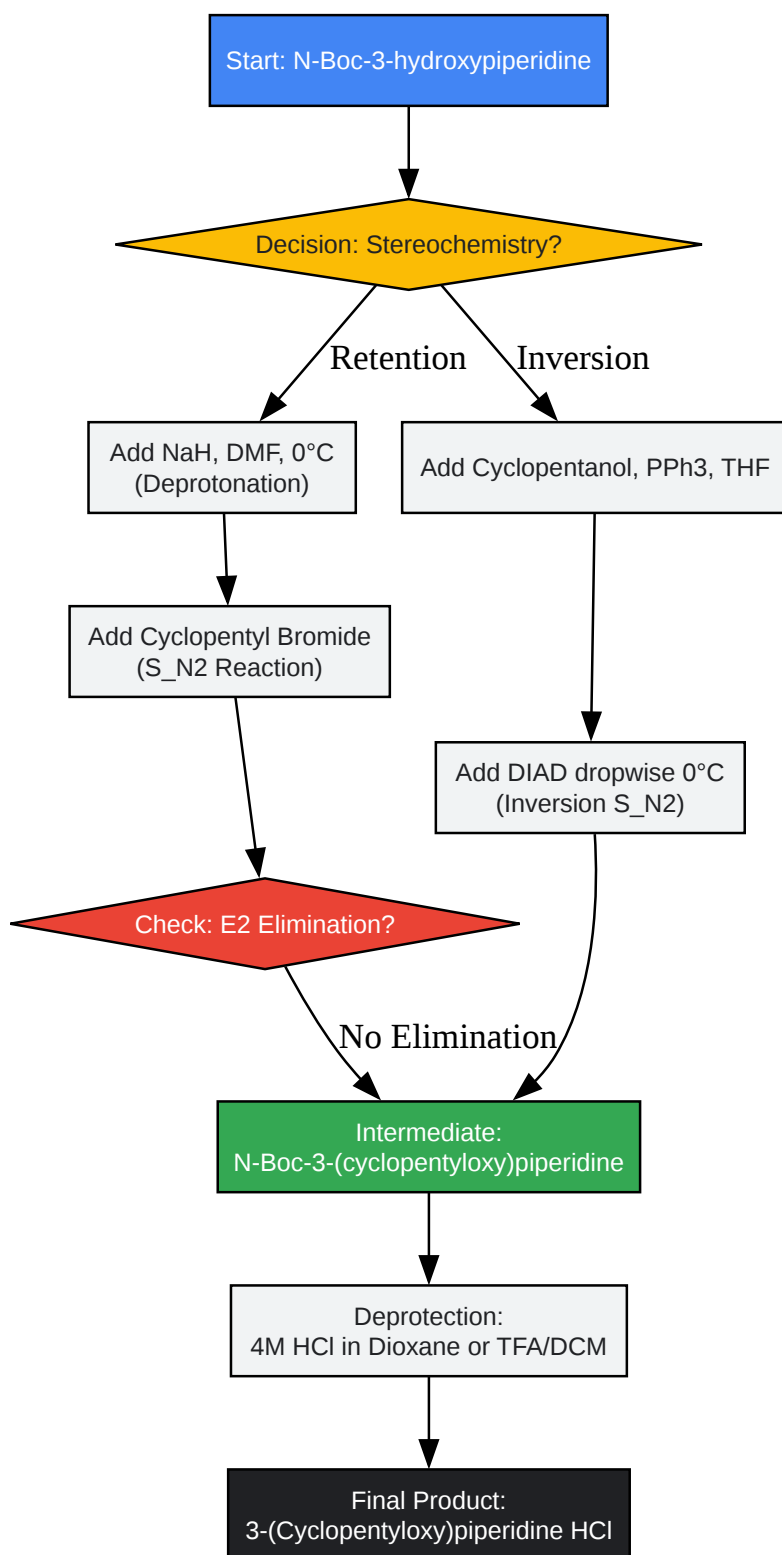 Start: N-Boc-3-hydroxypiperidine
Decision: Stereochemistry?
Retention
Inversion
Add NaH, DMF, 0°C
(Deprotonation)
Add Cyclopentanol, PPh3, THF
Add Cyclopentyl Bromide
(S_N2 Reaction)
Add DIAD dropwise 0°C
(Inversion S_N2)
Check: E2 Elimination?
No Elimination
Intermediate:
N-Boc-3-(cyclopentyloxy)piperidine
Deprotection:
4M HCl in Dioxane or TFA/DCM
Final Product:
3-(Cyclopentyloxy)piperidine HCl